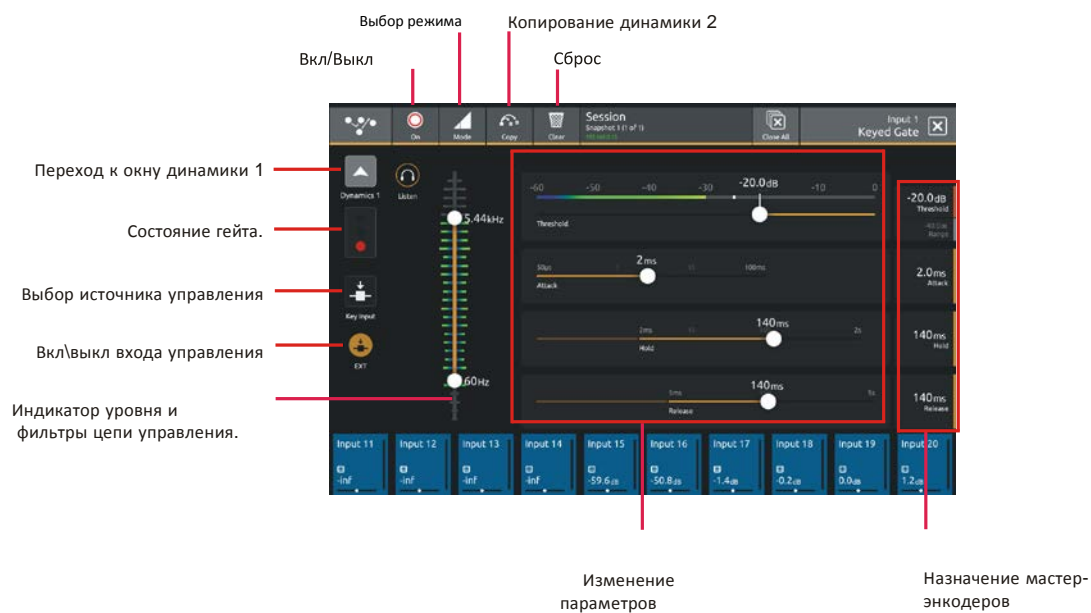 Выбор режима
Копирование динамики 2
Вкл/Выкл
Сброс
On
Mode
Copy
Clear
Session
Snapshot 1 (1 of 1)
Close All
Input 1
Keyed Gate
Переход к окну динамики 1
Dynamics 1
Listen
Состояние гейта.
Выбор источника управления
Key Input
Вкл\выкл входа управления
EXT
Индикатор уровня и
фильтры цепи управления.
5.44kHz
60Hz
-60
-50
-40
-30
-20.0dB
-10
0
Threshold
50µs
2ms
100ms
Attack
2ms
140ms
2s
Hold
5ms
140ms
5s
Release
-20.0dB
Threshold
Range
2.0ms
Attack
140ms
Hold
140ms
Release
Input 11
Input 12
Input 13
Input 14
Input 15
Input 16
Input 17
Input 18
Input 19
Input 20
-inf
-inf
-inf
-inf
-59.6dB
-50.8dB
-1.4dB
-0.2dB
0.0dB
1.2dB
Изменение
параметров
Назначение мастер-
энкодеров